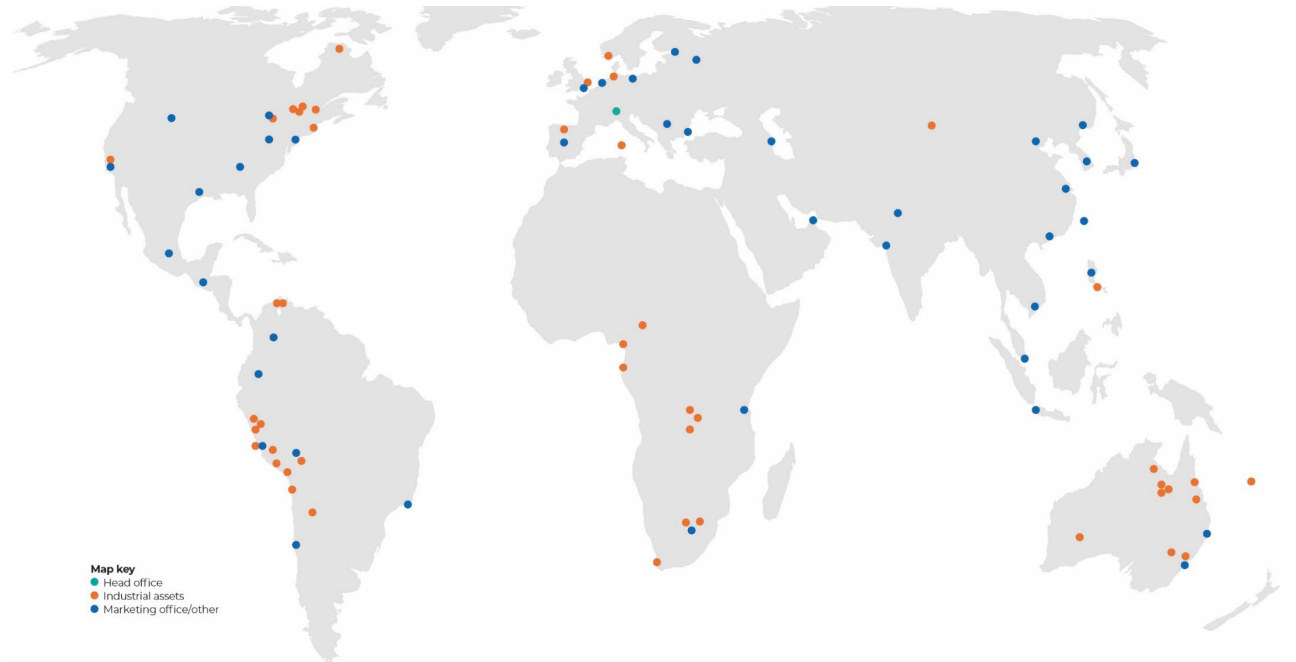 Map key
Head office
Industrial assets
Marketing office/other